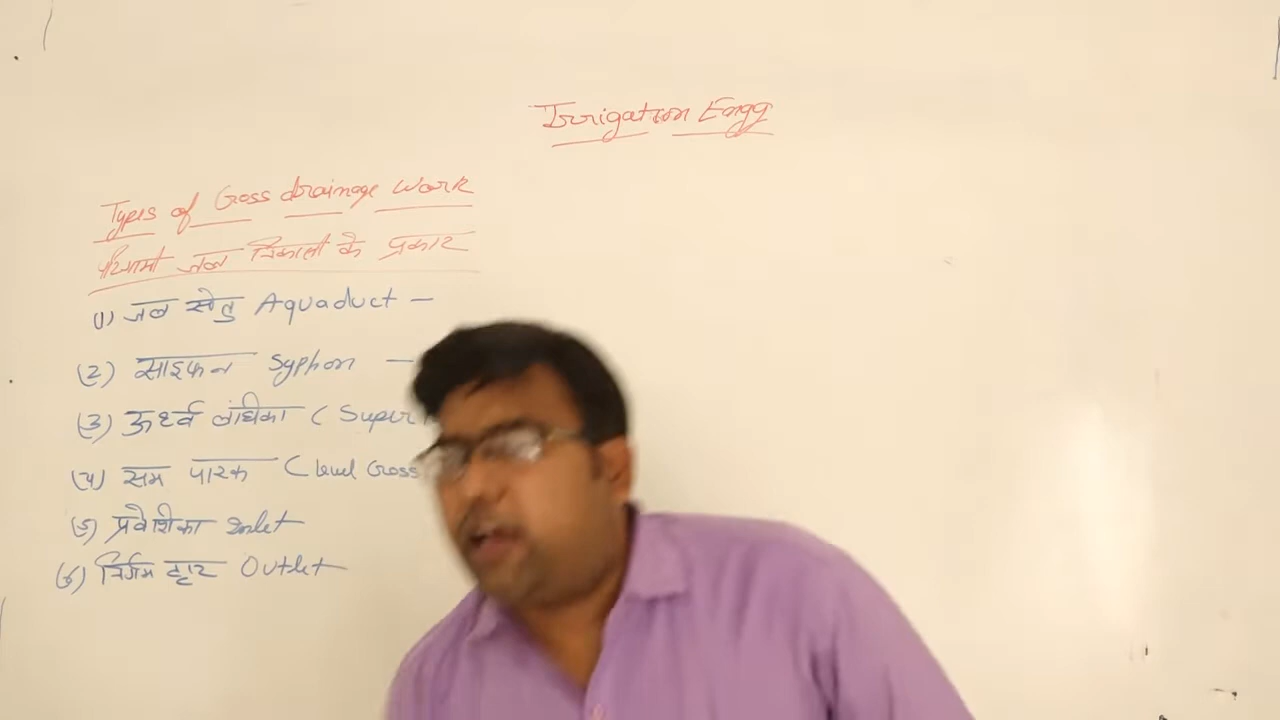 Irrigation Engg
Types of Cross drainage work
जल निकासी के प्रकार
(1) जल सेतु Aquaduct —
(2) साइफन Syphon —
(3) ऊर्ध्व लंघिका ( Super
(4) सम पारक ( Level Cross
(5) प्रवेशिका Inlet
(6) निर्गम द्वार Outlet